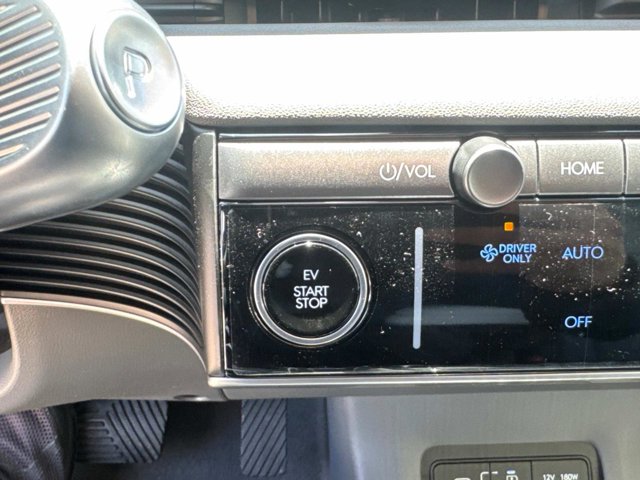 P
⏻/VOL
HOME
EV
START
STOP
DRIVER
ONLY
AUTO
OFF
12V 180W